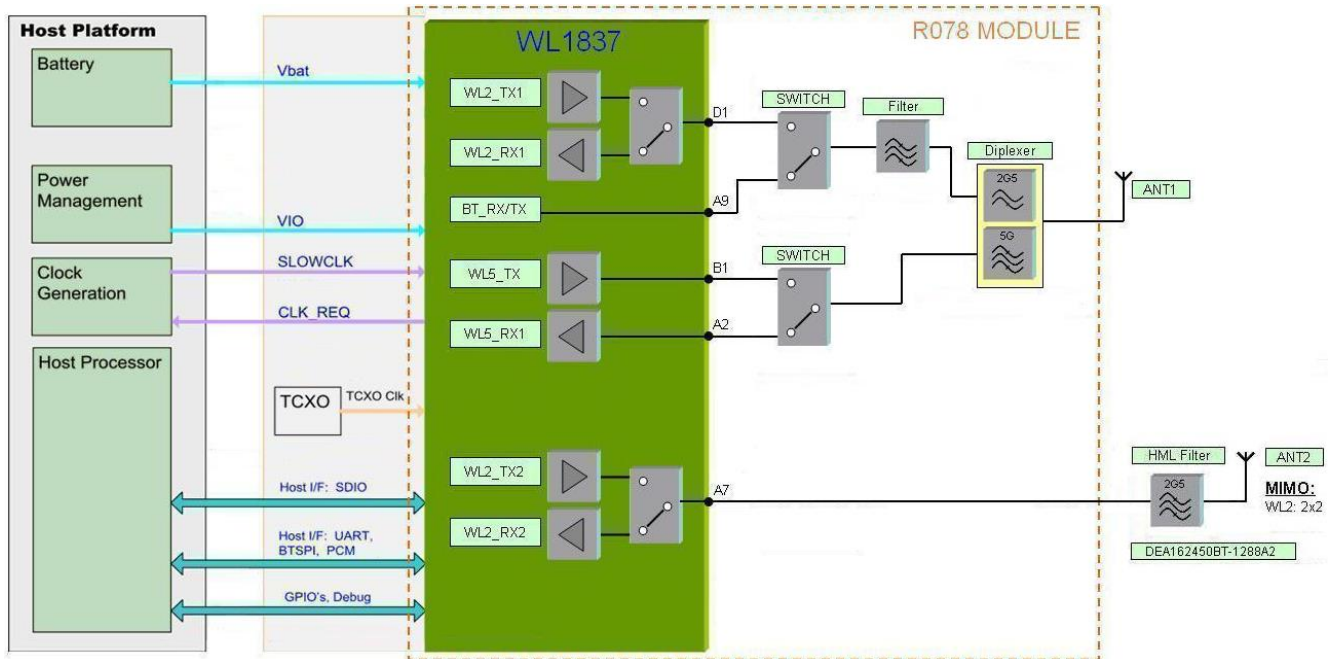 Host Platform
Battery
Power
Management
Clock
Generation
Host Processor
Vbat
VIO
SLOWCLK
CLK_REQ
TCXO
TCXO Clk
Host I/F: SDIO
Host I/F: UART,
BTSPI, PCM
GPIO's, Debug
WL1837
WL2_TX1
WL2_RX1
BT_RX/TX
WL5_TX
WL5_RX1
WL2_TX2
WL2_RX2
D1
A9
B1
A2
A7
R078 MODULE
SWITCH
Filter
Diplexer
2G5
5G
SWITCH
ANT1
HML Filter
2G5
ANT2
MIMO:
WL2: 2x2
DEA162450BT-1288A2